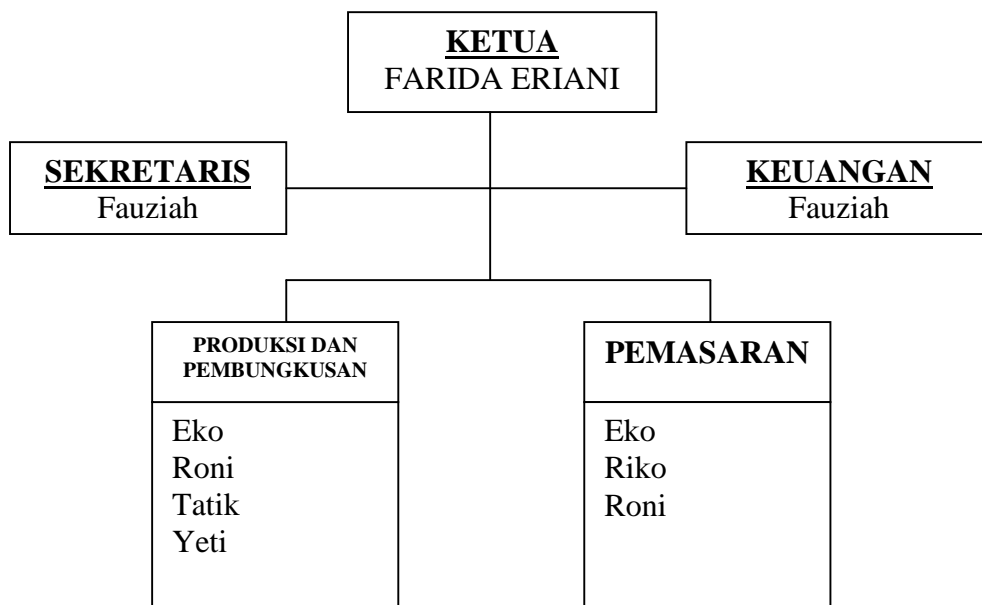 KETUA
FARIDA ERIANI
SEKRETARIS
Fauziah
KEUANGAN
Fauziah
PRODUKSI DAN
PEMBUNGKUSAN
Eko
Roni
Tatik
Yeti
PEMASARAN
Eko
Riko
Roni